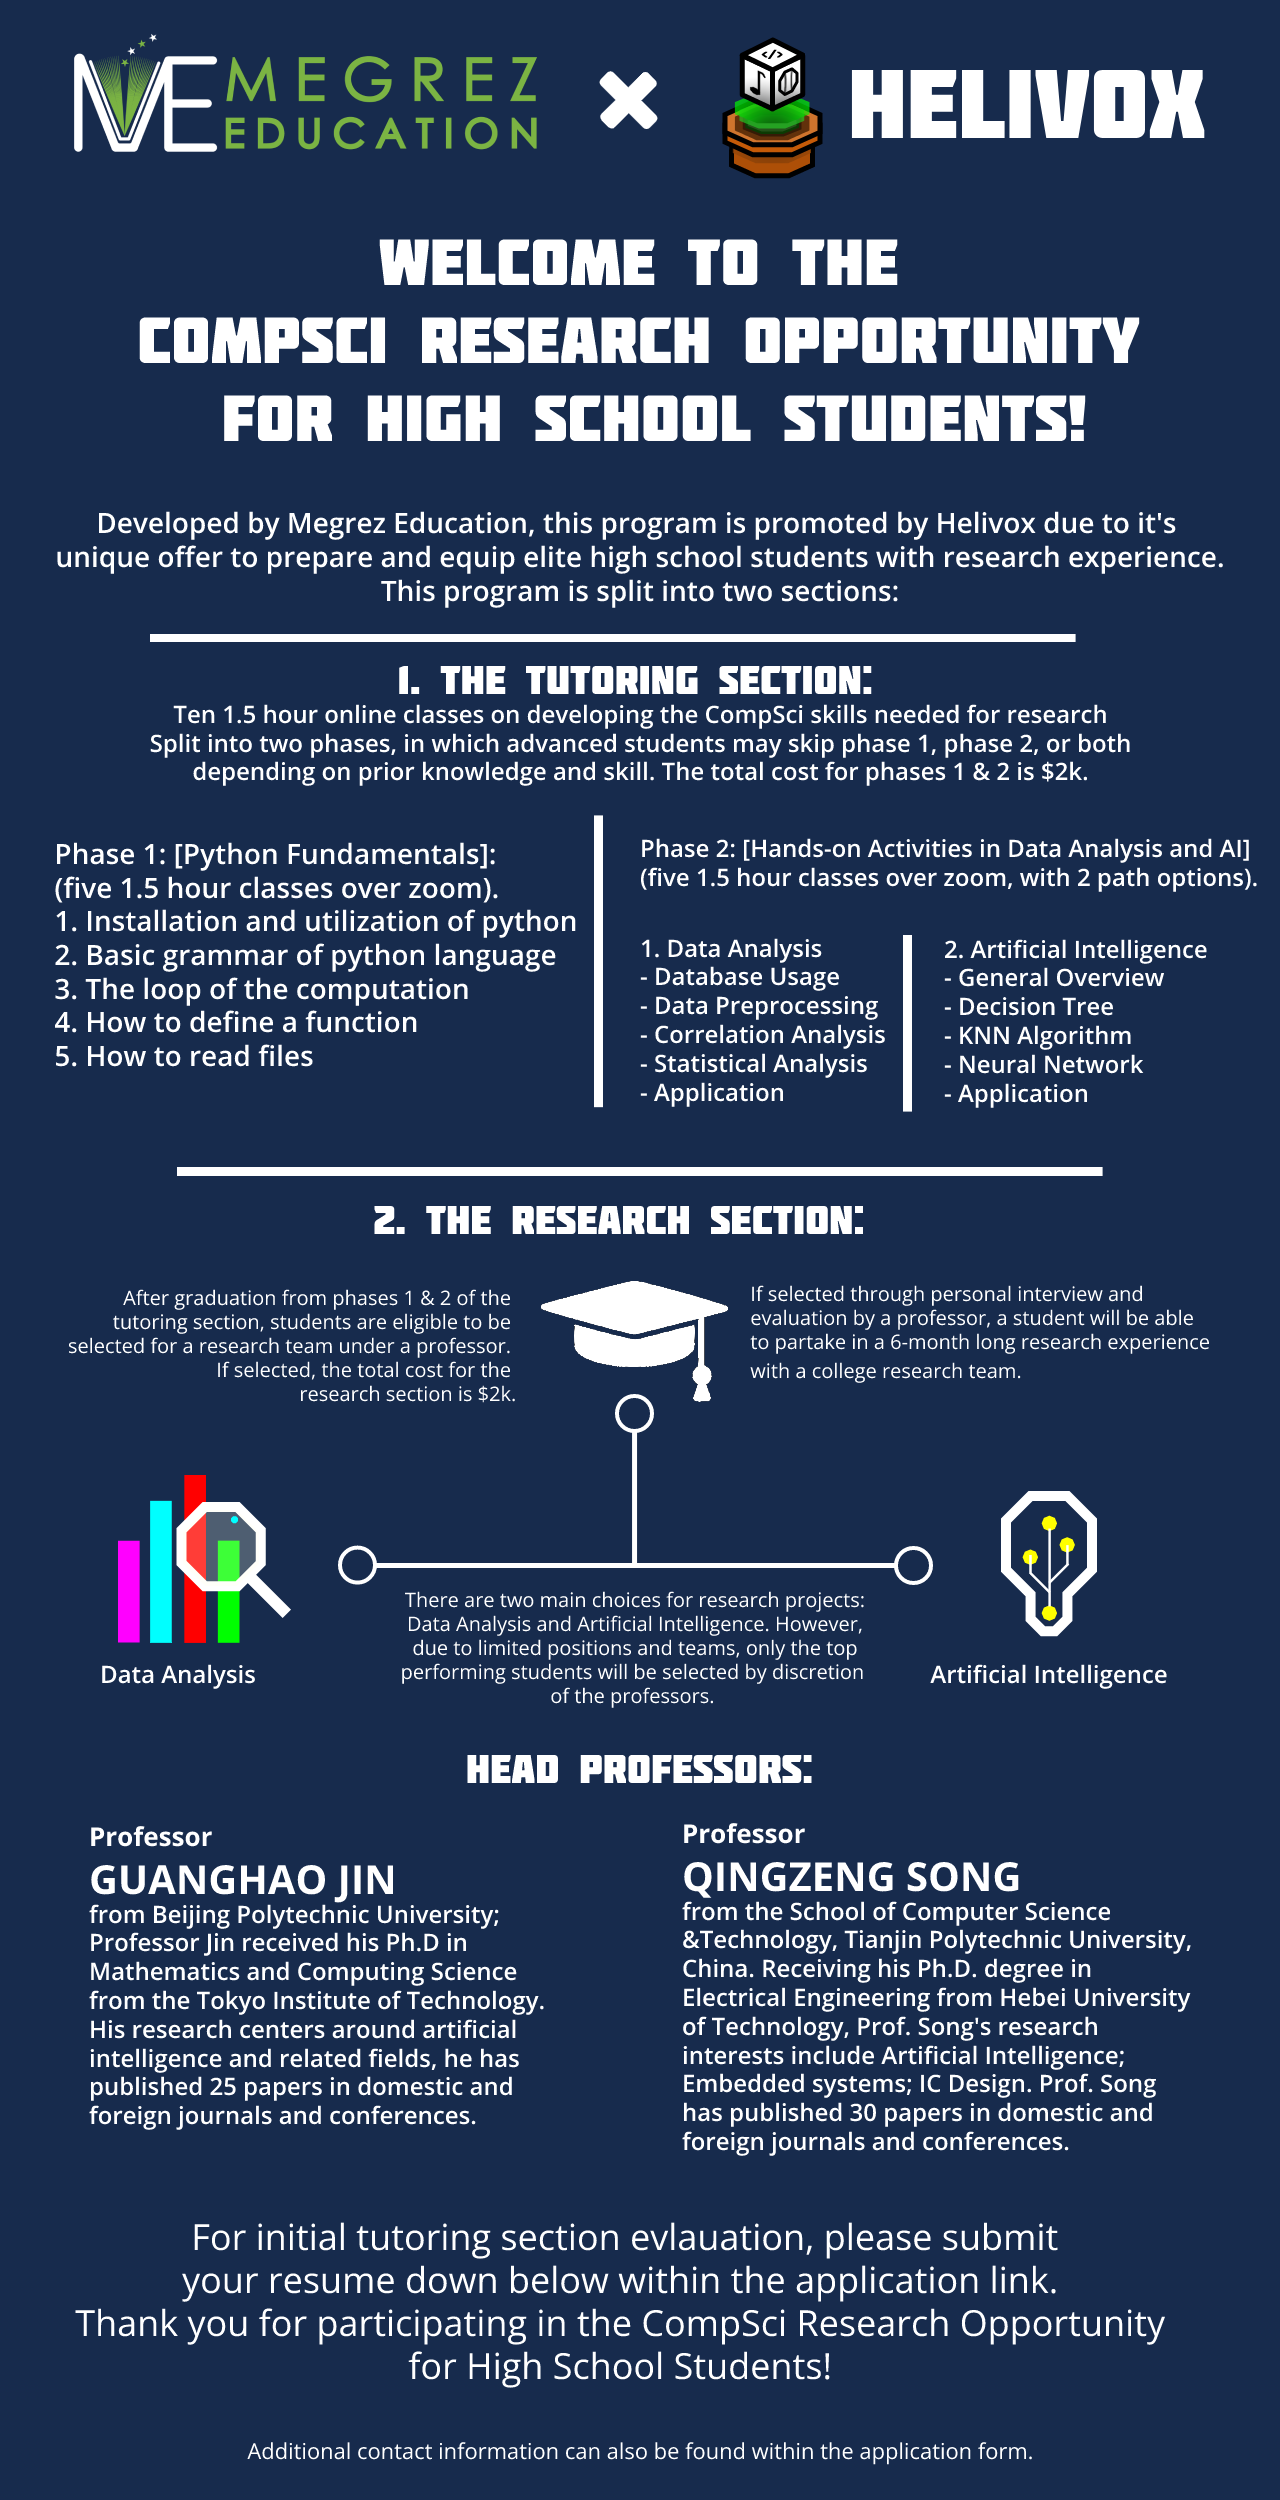 MEGREZ
EDUCATION
HELIVOX
WELCOME TO THE
COMPSCI RESEARCH OPPORTUNITY
FOR HIGH SCHOOL STUDENTS!
Developed by Megrez Education, this program is promoted by Helivox due to it's
unique offer to prepare and equip elite high school students with research experience.
This program is split into two sections:
1. THE TUTORING SECTION:
Ten 1.5 hour online classes on developing the CompSci skills needed for research
Split into two phases, in which advanced students may skip phase 1, phase 2, or both
depending on prior knowledge and skill. The total cost for phases 1 & 2 is $2k.
Phase 1: [Python Fundamentals]:
(five 1.5 hour classes over zoom).
1. Installation and utilization of python
2. Basic grammar of python language
3. The loop of the computation
4. How to define a function
5. How to read files
Phase 2: [Hands-on Activities in Data Analysis and AI]
(five 1.5 hour classes over zoom, with 2 path options).
1. Data Analysis
- Database Usage
- Data Preprocessing
- Correlation Analysis
- Statistical Analysis
- Application
2. Artificial Intelligence
- General Overview
- Decision Tree
- KNN Algorithm
- Neural Network
- Application
2. THE RESEARCH SECTION:
After graduation from phases 1 & 2 of the
tutoring section, students are eligible to be
selected for a research team under a professor.
If selected, the total cost for the
research section is $2k.
If selected through personal interview and
evaluation by a professor, a student will be able
to partake in a 6-month long research experience
with a college research team.
There are two main choices for research projects:
Data Analysis and Artificial Intelligence. However,
due to limited positions and teams, only the top
performing students will be selected by discretion
of the professors.
Data Analysis
Artificial Intelligence
HEAD PROFESSORS:
Professor
GUANGHAO JIN
from Beijing Polytechnic University;
Professor Jin received his Ph.D in
Mathematics and Computing Science
from the Tokyo Institute of Technology.
His research centers around artificial
intelligence and related fields, he has
published 25 papers in domestic and
foreign journals and conferences.
Professor
QINGZENG SONG
from the School of Computer Science
&Technology, Tianjin Polytechnic University,
China. Receiving his Ph.D. degree in
Electrical Engineering from Hebei University
of Technology, Prof. Song's research
interests include Artificial Intelligence;
Embedded systems; IC Design. Prof. Song
has published 30 papers in domestic and
foreign journals and conferences.
For initial tutoring section evlauation, please submit
your resume down below within the application link.
Thank you for participating in the CompSci Research Opportunity
for High School Students!
Additional contact information can also be found within the application form.